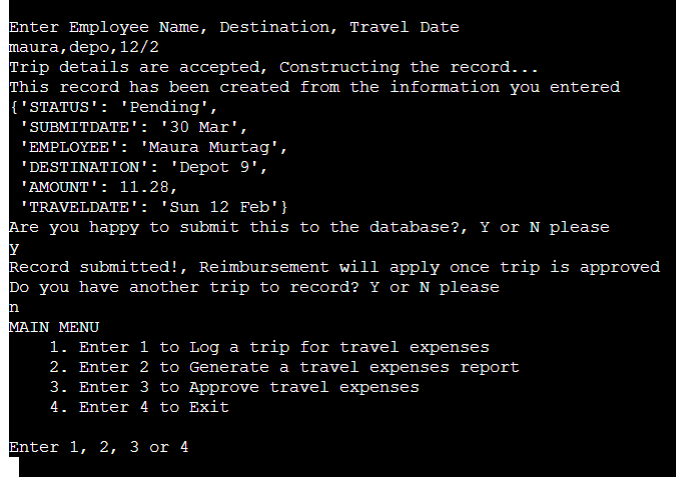 Enter Employee Name, Destination, Travel Date
maura,depo,12/2
Trip details are accepted, Constructing the record...
This record has been created from the information you entered
{'STATUS': 'Pending',
 'SUBMITDATE': '30 Mar',
 'EMPLOYEE': 'Maura Murtag',
 'DESTINATION': 'Depot 9',
 'AMOUNT': 11.28,
 'TRAVELDATE': 'Sun 12 Feb'}
Are you happy to submit this to the database?, Y or N please
y
Record submitted!, Reimbursement will apply once trip is approved
Do you have another trip to record? Y or N please
n
MAIN MENU
    1. Enter 1 to Log a trip for travel expenses
    2. Enter 2 to Generate a travel expenses report
    3. Enter 3 to Approve travel expenses
    4. Enter 4 to Exit
Enter 1, 2, 3 or 4